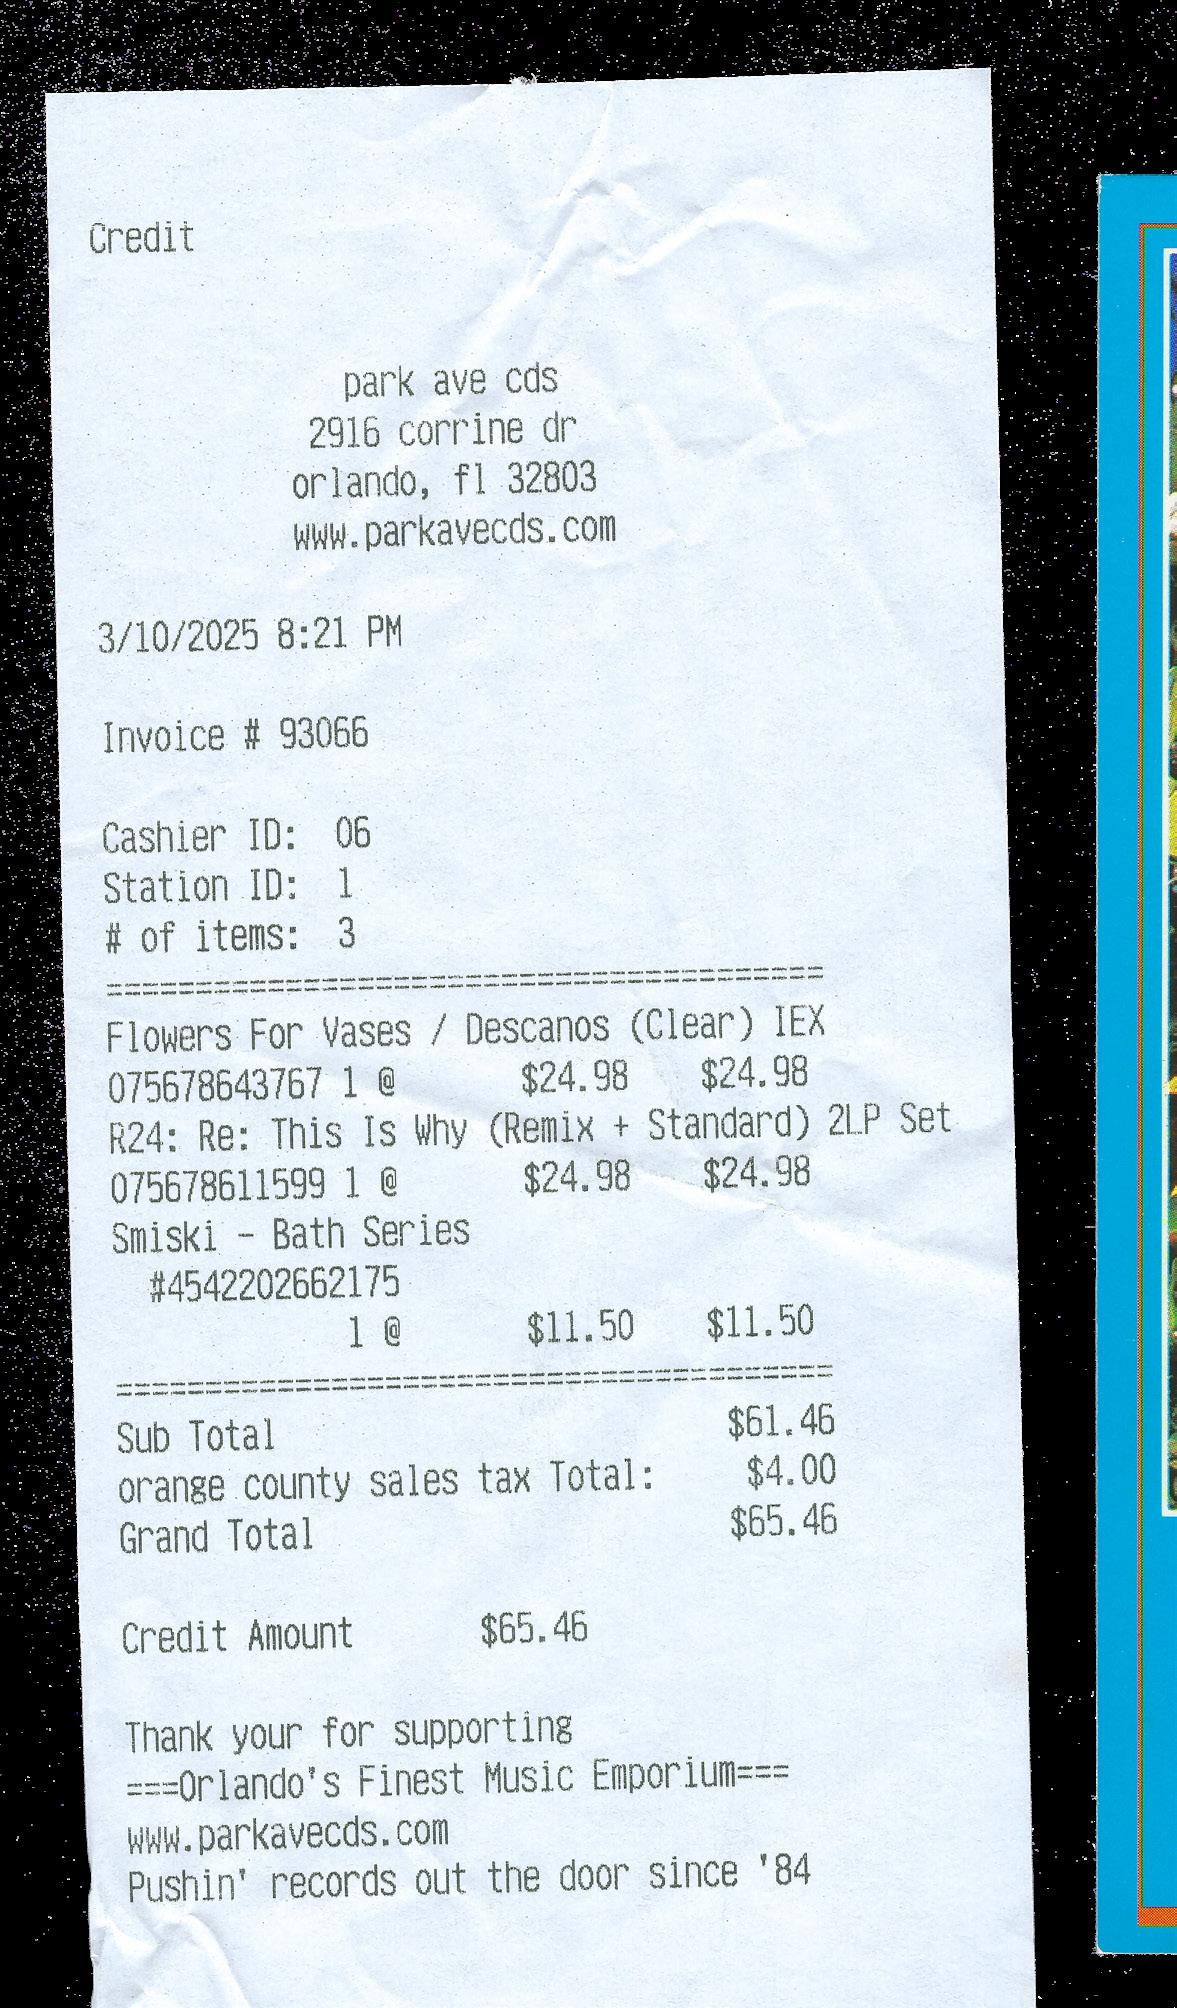 Credit
park ave cds
2916 corrine dr
orlando, fl 32803
www.parkavecds.com
3/10/2025 8:21 PM
Invoice # 93066
Cashier ID: 06
Station ID: 1
# of items: 3
========================================
Flowers For Vases / Descanos (Clear) IEX
075678643767 1 @ $24.98 $24.98
R24: Re: This Is Why (Remix + Standard) 2LP Set
075678611599 1 @ $24.98 $24.98
Smiski - Bath Series
#4542202662175
1 @ $11.50 $11.50
========================================
Sub Total $61.46
orange county sales tax Total: $4.00
Grand Total $65.46
Credit Amount $65.46
Thank your for supporting
===Orlando's Finest Music Emporium===
www.parkavecds.com
Pushin' records out the door since '84